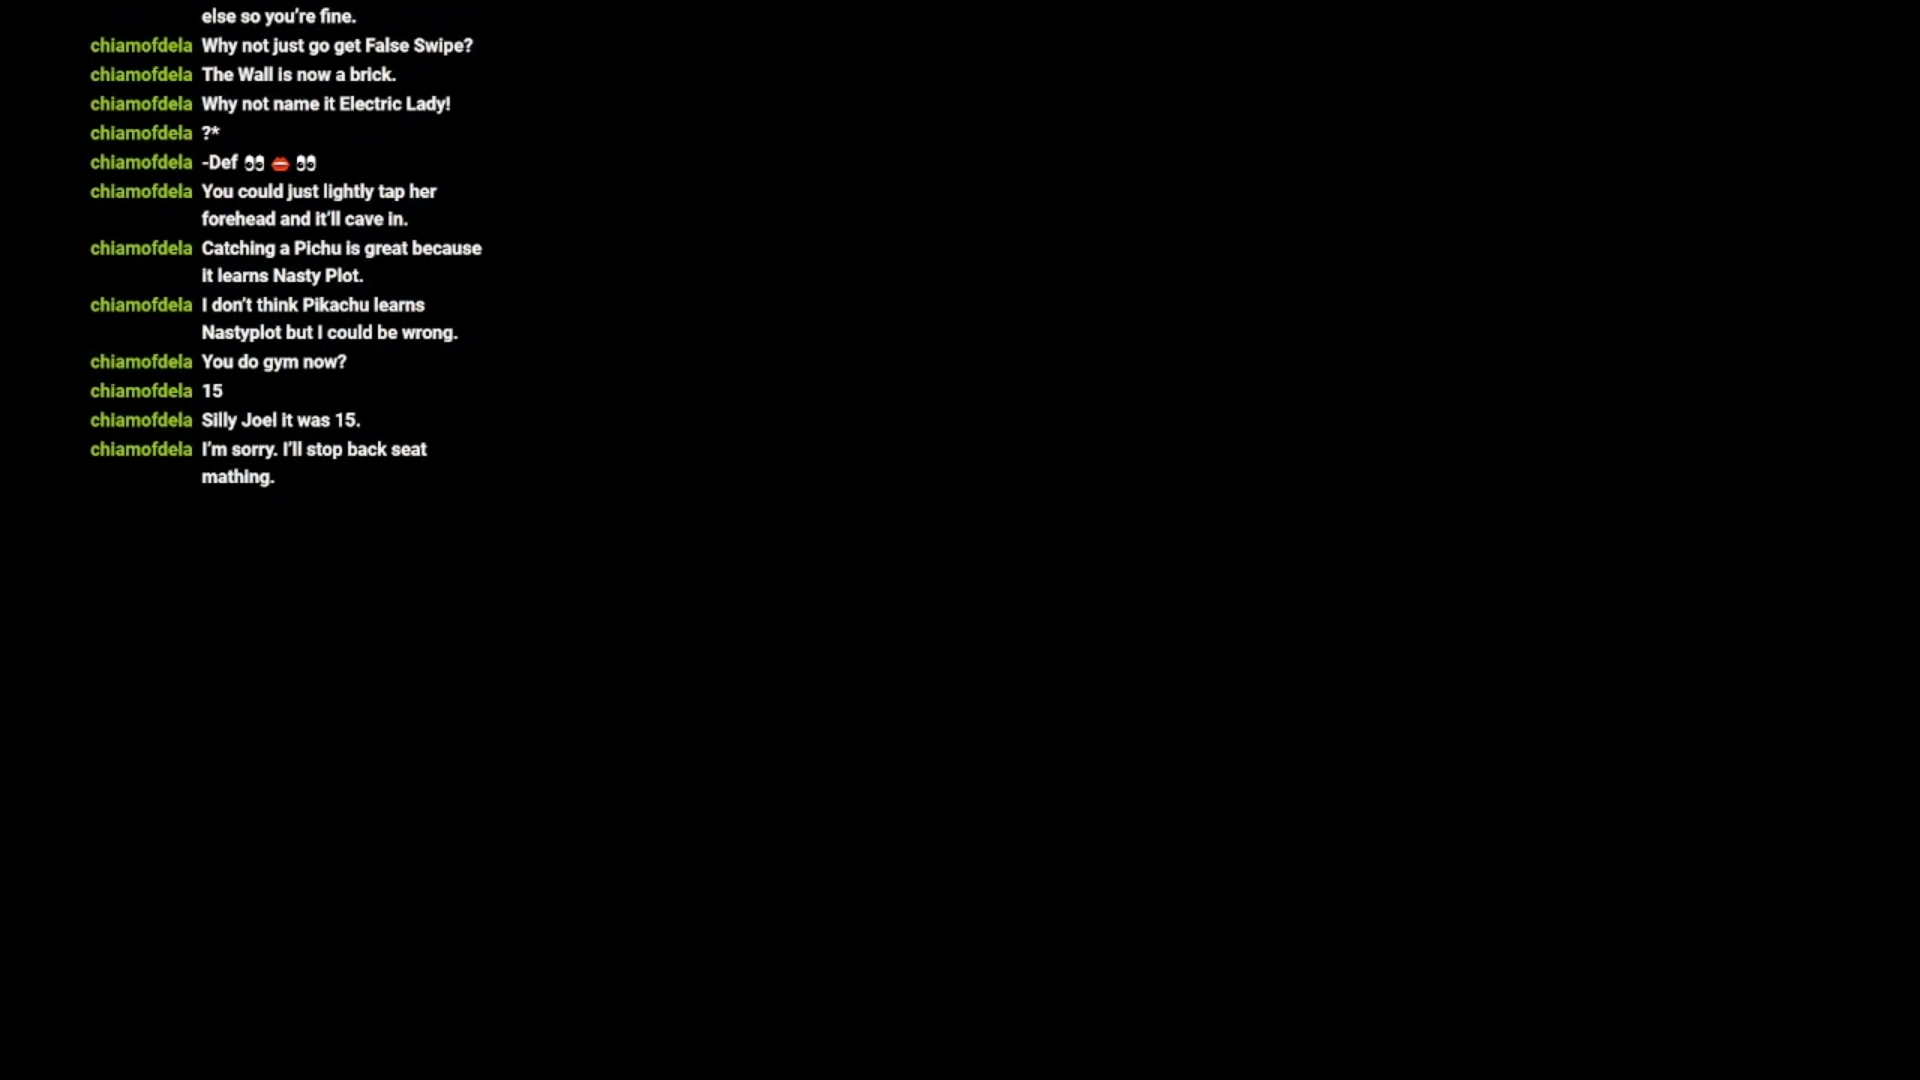 else so you're fine.
chiamofdela Why not just go get False Swipe?
chiamofdela The Wall is now a brick.
chiamofdela Why not name it Electric Lady!
chiamofdela ?*
chiamofdela -Def 👀 👄 👀
chiamofdela You could just lightly tap her
forehead and it'll cave in.
chiamofdela Catching a Pichu is great because
it learns Nasty Plot.
chiamofdela I don't think Pikachu learns
Nastyplot but I could be wrong.
chiamofdela You do gym now?
chiamofdela 15
chiamofdela Silly Joel it was 15.
chiamofdela I'm sorry. I'll stop back seat
mathing.